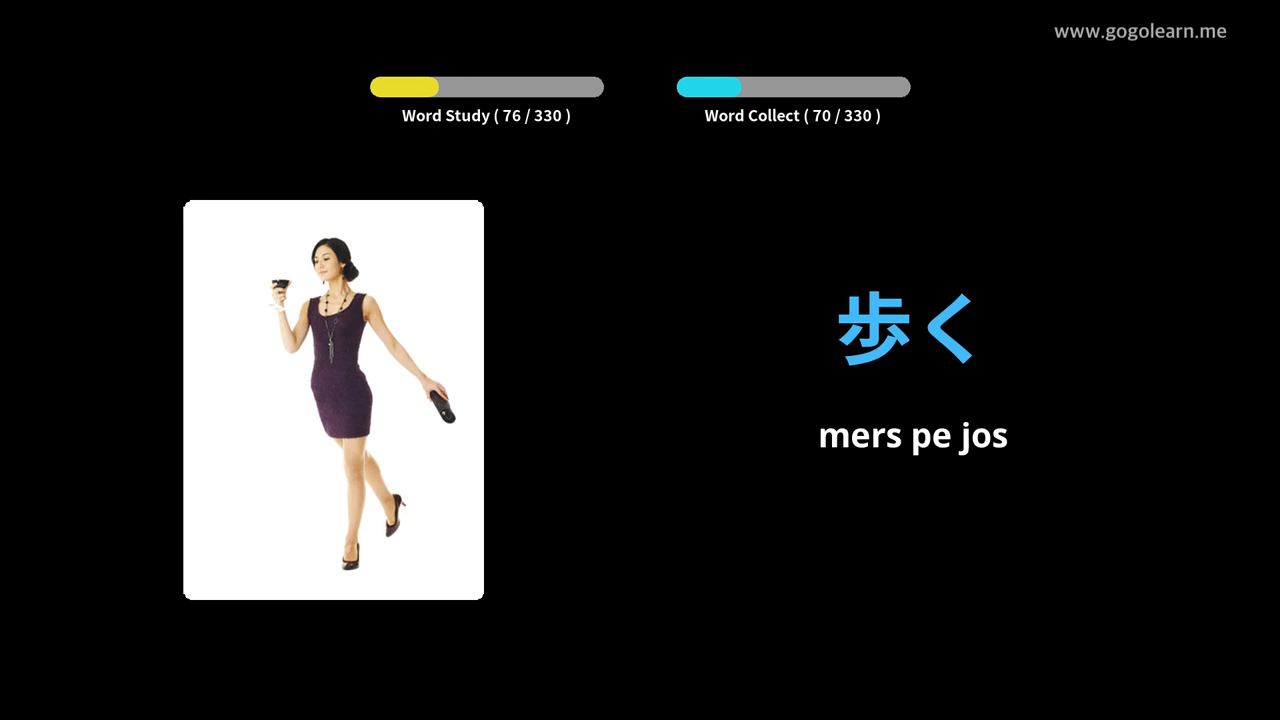 www.gogolearn.me
Word Study ( 76 / 330 )
Word Collect ( 70 / 330 )
歩く
mers pe jos